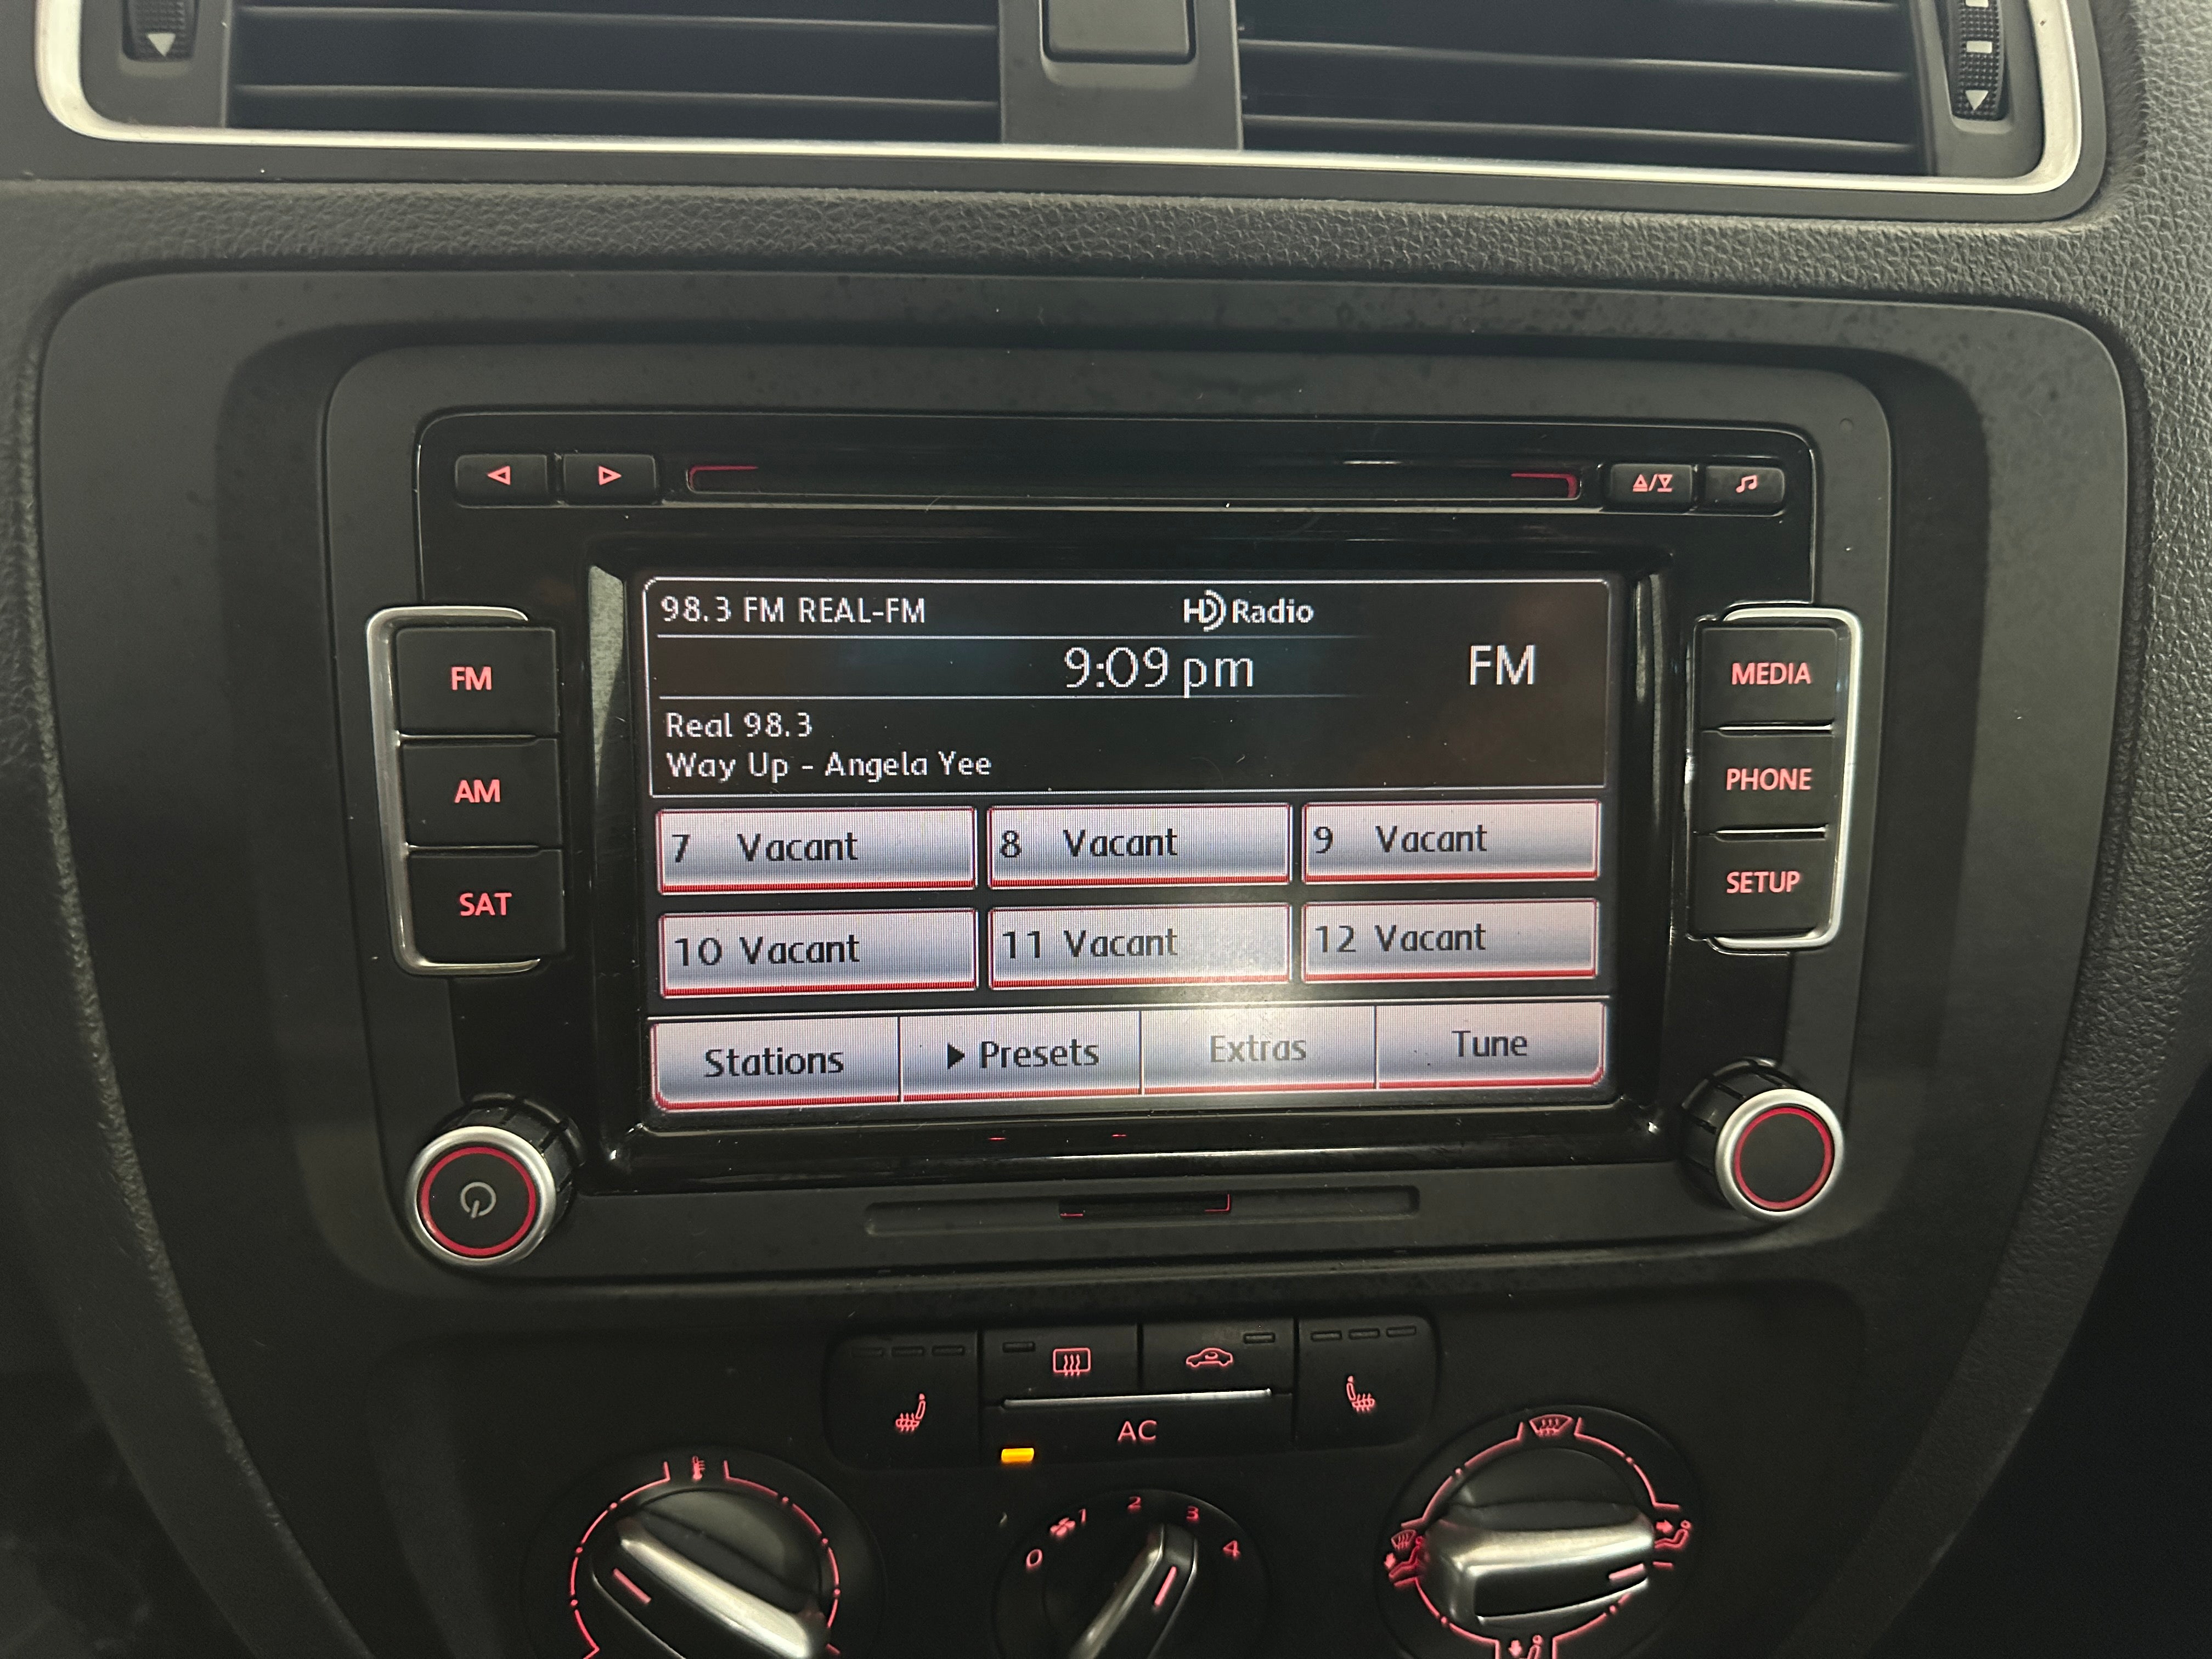 98.3 FM REAL-FM HD Radio
9:09 pm FM
Real 98.3
Way Up - Angela Yee
7 Vacant 8 Vacant 9 Vacant
10 Vacant 11 Vacant 12 Vacant
Stations Presets Extras Tune
FM
AM
SAT
MEDIA
PHONE
SETUP
AC
0 1 2 3 4